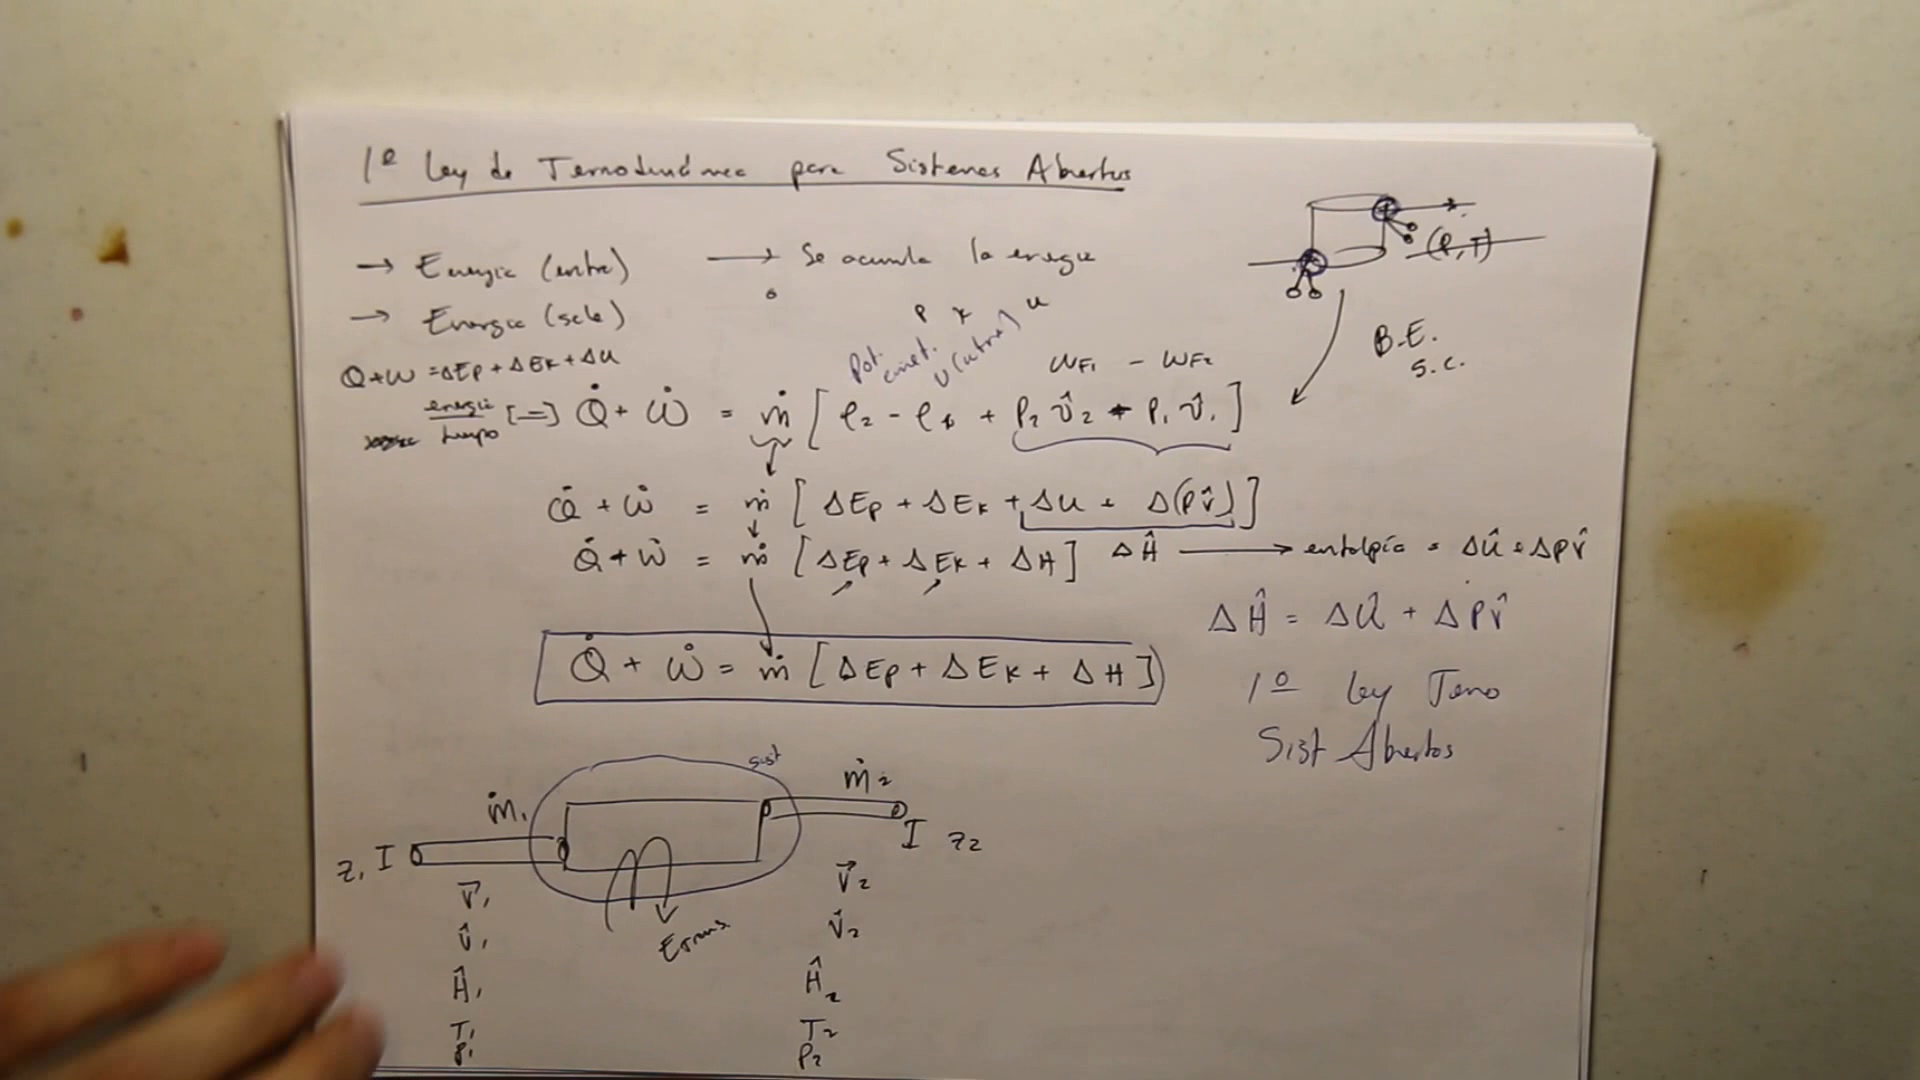 1º Ley de Termodinámica para Sistemas Abiertos
→ Energía (entra) → Se acumula la energía
→ Energía (sale)
(P, T)
B.E.
S.C.
P K U
Pot. cinet. U (interna)
Q+W = ΔEp + ΔEk + ΔU
WF1 - WF2
energía / tiempo [=] Q̇ + Ẇ = ṁ [ e2 - e1 + P2 v̂2 - P1 v̂1 ]
Q̇ + Ẇ = ṁ [ ΔEp + ΔEk + ΔU + Δ(Pv̂) ]
Q̇ + Ẇ = ṁ [ ΔEp + ΔEk + ΔH ] ΔĤ → entalpía = ΔÛ + ΔPv̂
ΔĤ = ΔÛ + ΔPv̂
Q̇ + Ẇ = ṁ [ ΔEp + ΔEk + ΔH ]
1º ley Termo
Sist Abiertos
sist
ṁ1 ṁ2
z1 I I z2
v⃗1 v⃗2
v̂1 v̂2
Ĥ1 Ĥ2
T1 T2
P1 P2